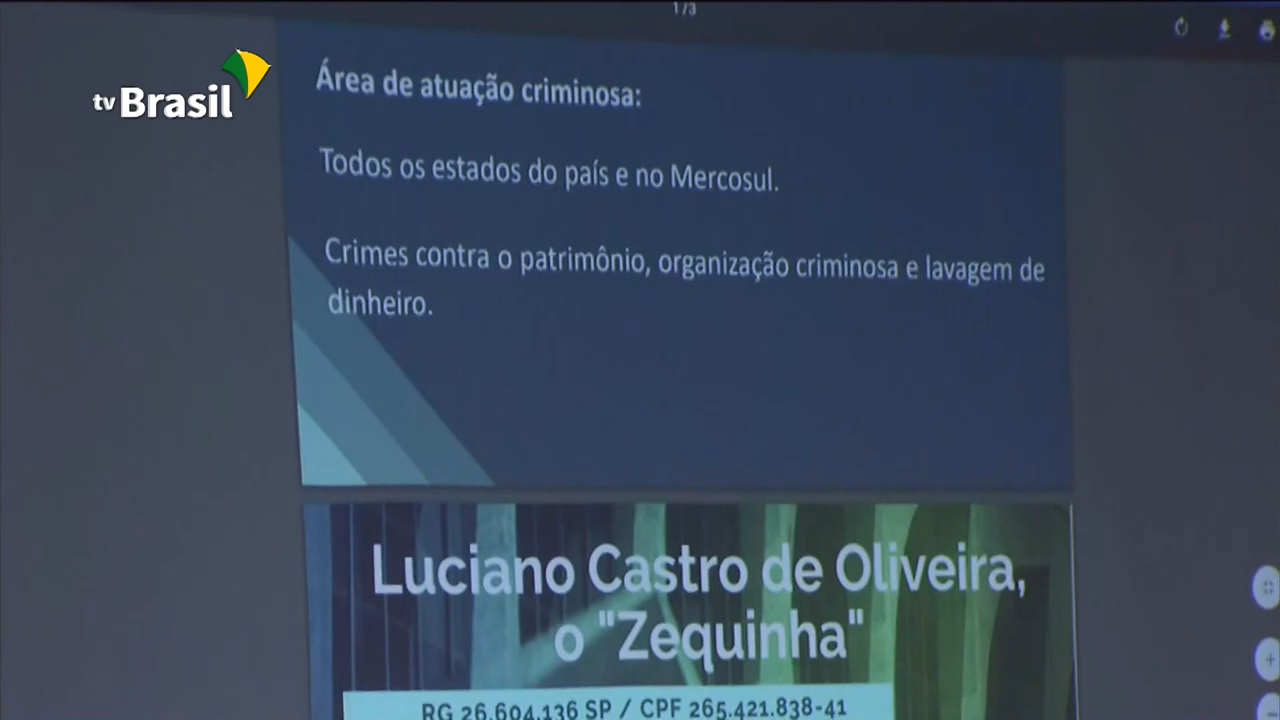 1/3
tv Brasil
Área de atuação criminosa:
Todos os estados do país e no Mercosul.
Crimes contra o patrimônio, organização criminosa e lavagem de
dinheiro.
Luciano Castro de Oliveira,
o "Zequinha"
RG 26.604.136 SP / CPF 265.421.838-41